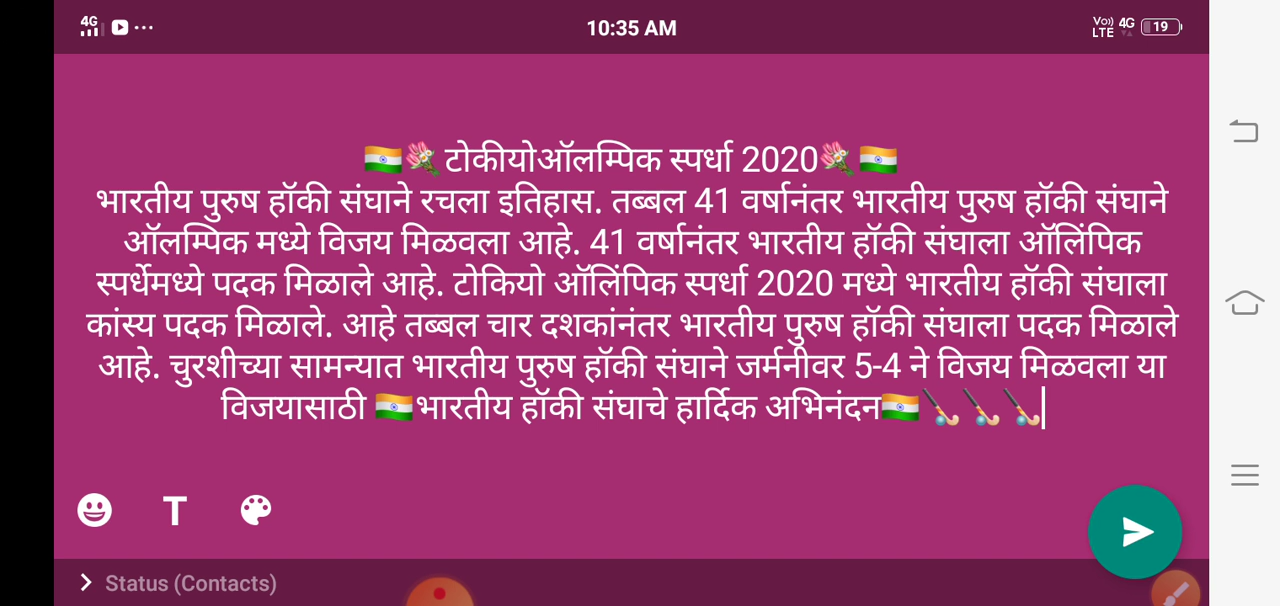 4G
10:35 AM
Vo)) 4G
LTE
19
🇮🇳💐टोकीयोऑलम्पिक स्पर्धा 2020💐🇮🇳
भारतीय पुरुष हॉकी संघाने रचला इतिहास. तब्बल 41 वर्षानंतर भारतीय पुरुष हॉकी संघाने
ऑलम्पिक मध्ये विजय मिळवला आहे. 41 वर्षानंतर भारतीय हॉकी संघाला ऑलिंपिक
स्पर्धेमध्ये पदक मिळाले आहे. टोकियो ऑलिंपिक स्पर्धा 2020 मध्ये भारतीय हॉकी संघाला
कांस्य पदक मिळाले. आहे तब्बल चार दशकांनंतर भारतीय पुरुष हॉकी संघाला पदक मिळाले
आहे. चुरशीच्या सामन्यात भारतीय पुरुष हॉकी संघाने जर्मनीवर 5-4 ने विजय मिळवला या
विजयासाठी 🇮🇳भारतीय हॉकी संघाचे हार्दिक अभिनंदन🇮🇳🏑🏑🏑
T
Status (Contacts)